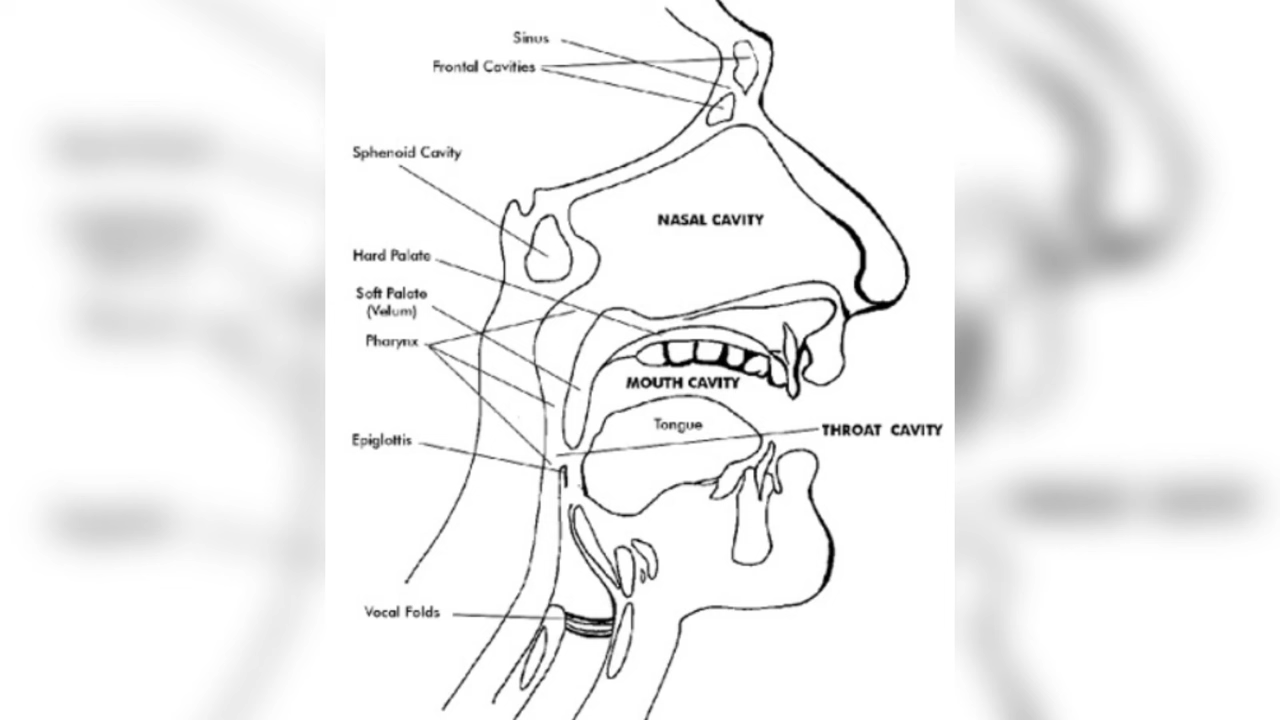 Sinus
Frontal Cavities
Sphenoid Cavity
NASAL CAVITY
Hard Palate
Soft Palate
(Velum)
Pharynx
MOUTH CAVITY
Tongue
THROAT CAVITY
Epiglottis
Vocal Folds